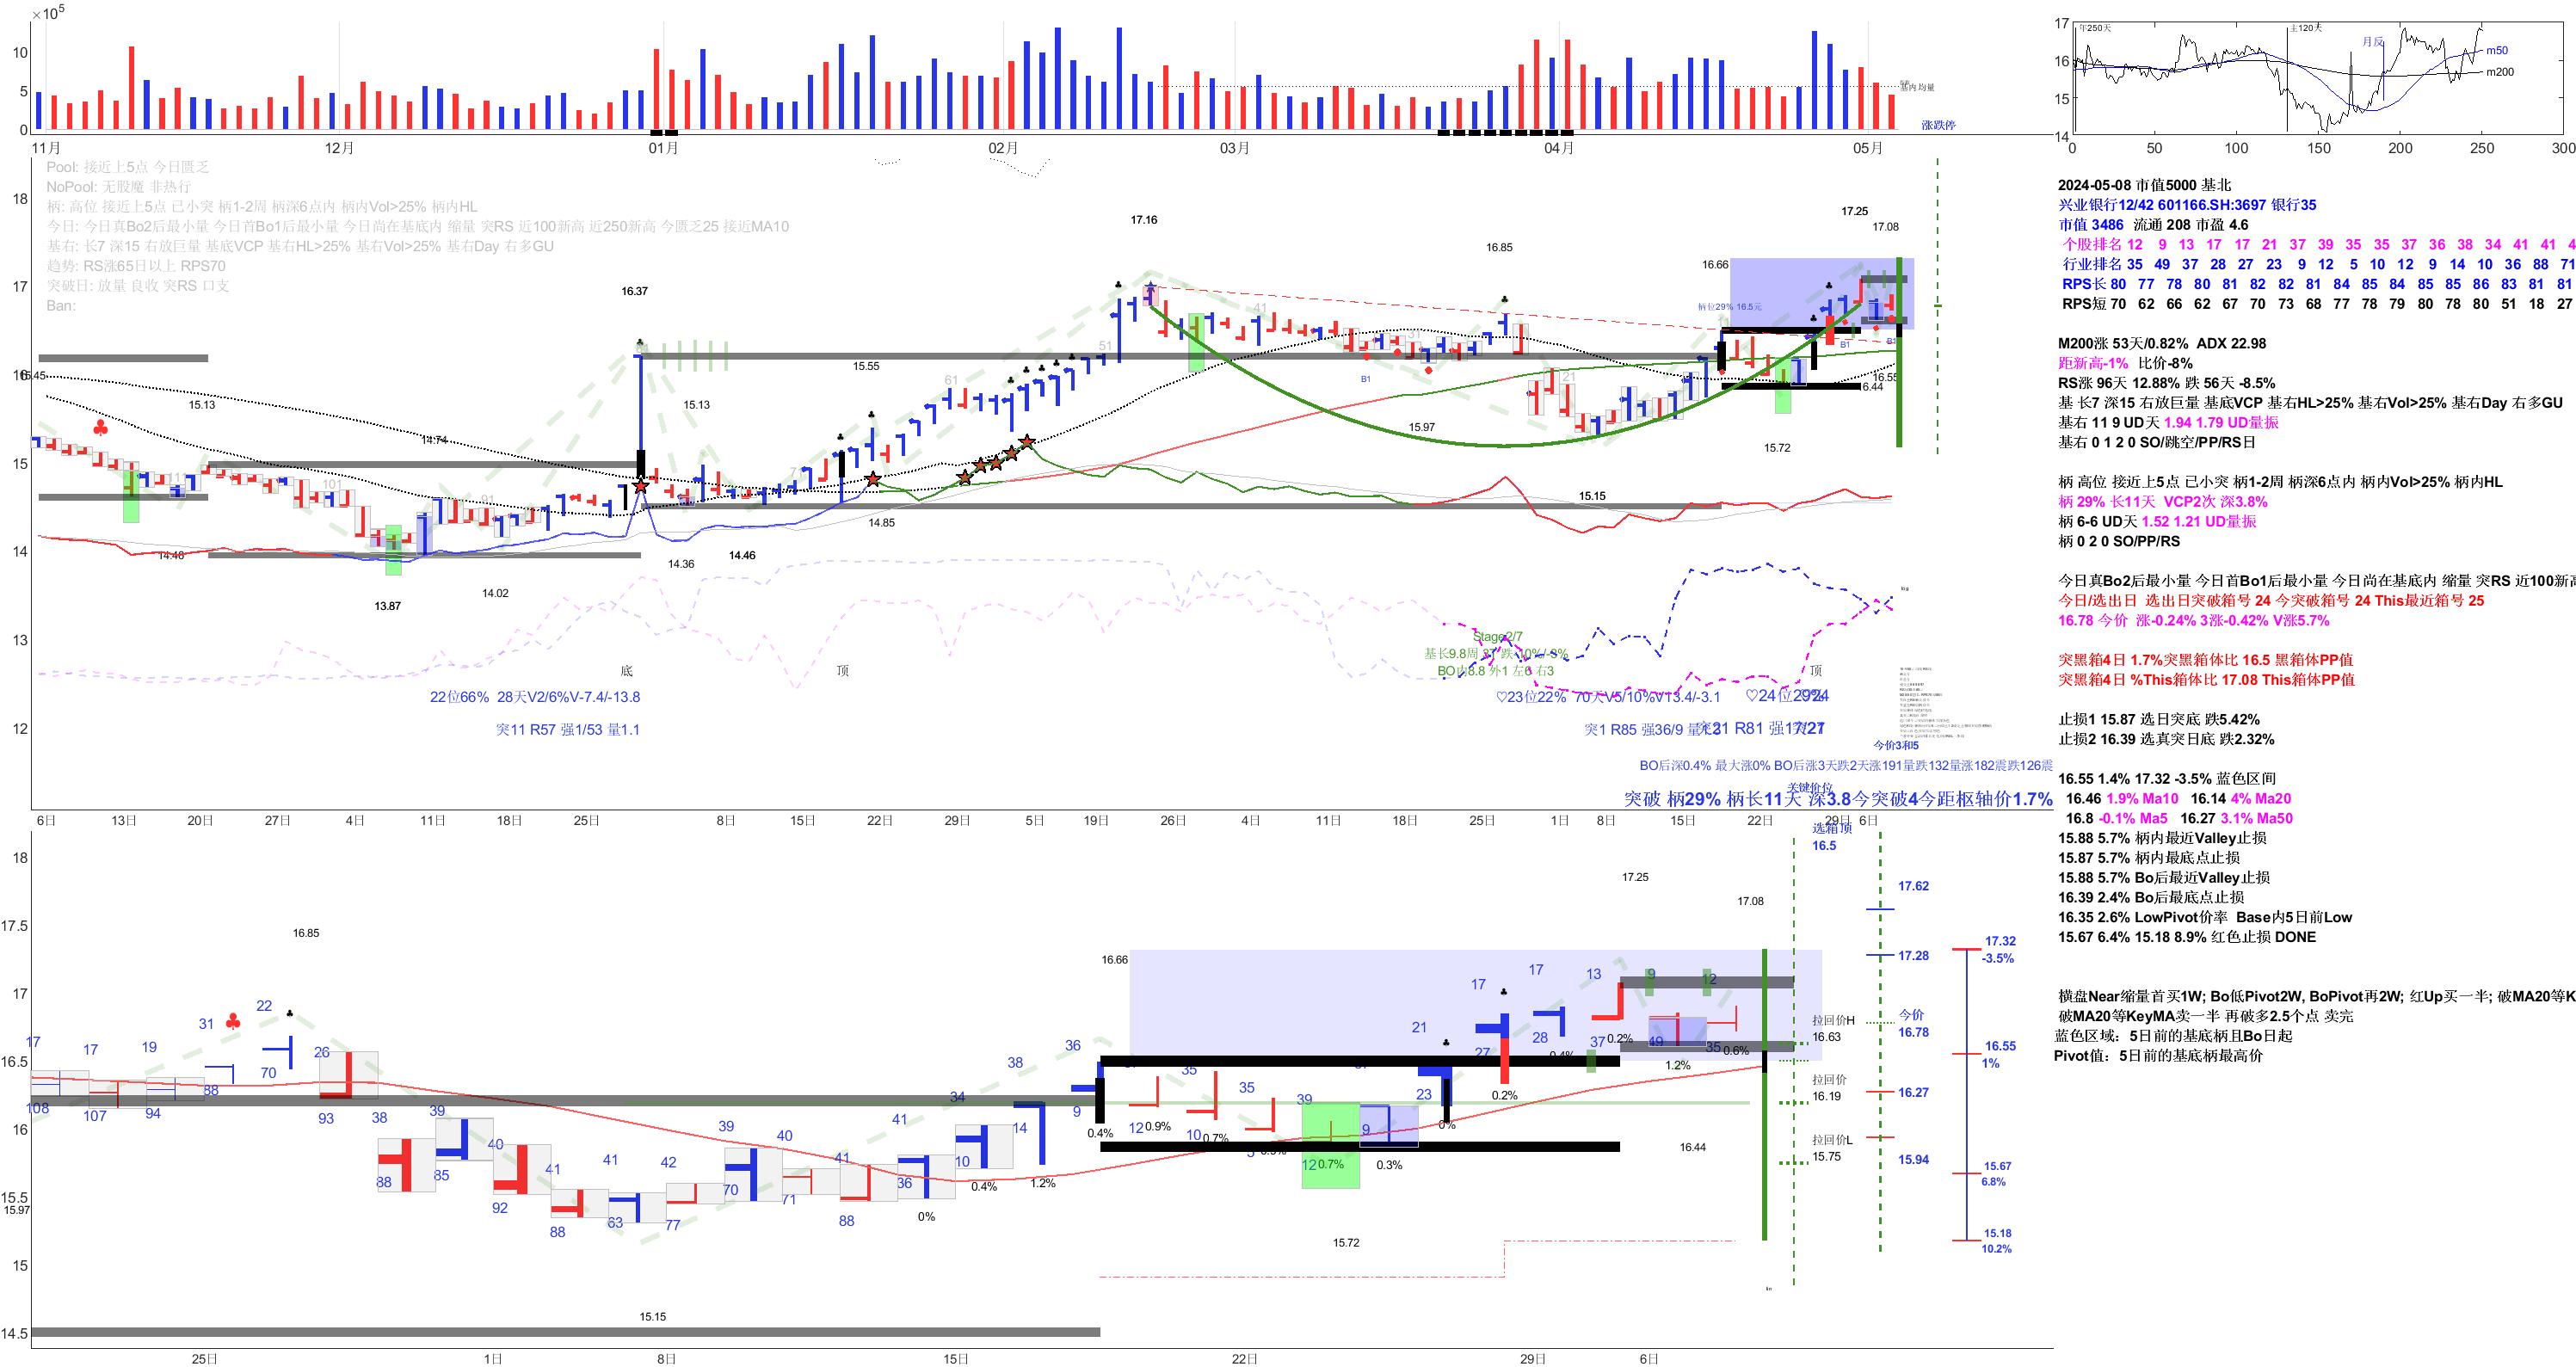 ×10⁵
10
5
0
11月 12月 01月 02月 03月 04月 05月
基内 均量
涨跌停
17
16
15
14
0 50 100 150 200 250 300
年250天
主120天
月反
m50
m200
Pool: 接近上5点 今日匮乏
NoPool: 无股魔 非热行
柄: 高位 接近上5点 已小突 柄1-2周 柄深6点内 柄内Vol>25% 柄内HL
今日: 今日真Bo2后最小量 今日首Bo1后最小量 今日尚在基底内 缩量 突RS 近100新高 近250新高 今匮乏25 接近MA10
基右: 长7 深15 右放巨量 基底VCP 基右HL>25% 基右Vol>25% 基右Day 右多GU
趋势: RS涨65日以上 RPS70
突破日: 放量 良收 突RS 口支
Ban:
18
17
16
15
14
13
12
15.45
15.13
14.74
14.46
13.87
14.02
16.37
15.13
14.36
14.46
15.55
14.85
17.16
16.85
15.97
15.15
16.66
柄位29% 16.5元
15.72
17.25
17.08
16.55
6.44
111
101
91
71
61
51
41
31
21
B1
B1
底
顶
顶
Stage2/7
22位66% 28天V2/6%V-7.4/-13.8
突11 R57 强1/53 量1.1
♡23位22% 70天V5/10%V13.4/-3.1
突1 R85 强36/9
今价3和5
BO后深0.4% 最大涨0% BO后涨3天跌2天涨191量跌132量涨182震跌126震
关键价位
突破 柄29% 柄长11天 深3.8今突破4今距枢轴价1.7%
6日 13日 20日 27日 4日 11日 18日 25日 8日 15日 22日 29日 5日 19日 26日 4日 11日 18日 25日 1日 8日 15日 22日 29日 6日
选箱顶
16.5
18
17.5
17
16.5
16
15.5
15
14.5
15.97
16.85
16.66
17.25
17.08
16.44
15.72
15.15
17 17 19 31 22 26 38 39 40 41 41 42 39 40 41 41 34 38 36 35 35 39 21 17 17 13 9 12
108 107 94 88 70 93 88 85 92 88 63 77 70 71 88 36 10 14 9 12 10 12 9 23 27 28 37 49 35
0% 0.4% 1.2% 0.4% 0.9% 0.7% 0.7% 0.3% 0% 0.2% 0.4% 0.2% 1.2% 0.6%
拉回价H
16.63
拉回价
16.19
拉回价L
15.75
17.62
17.28
今价
16.78
16.27
15.94
17.32
-3.5%
16.55
1%
15.67
6.8%
15.18
10.2%
25日 1日 8日 15日 22日 29日 6日
2024-05-08 市值5000 基北
兴业银行12/42 601166.SH:3697 银行35
市值 3486 流通 208 市盈 4.6
个股排名 12 9 13 17 17 21 37 39 35 35 37 36 38 34 41 41 4
行业排名 35 49 37 28 27 23 9 12 5 10 12 9 14 10 36 88 71
RPS长 80 77 78 80 81 82 82 81 84 85 84 85 85 86 83 81 81
RPS短 70 62 66 62 67 70 73 68 77 78 79 80 78 80 51 18 27
M200涨 53天/0.82% ADX 22.98
距新高-1% 比价-8%
RS涨 96天 12.88% 跌 56天 -8.5%
基 长7 深15 右放巨量 基底VCP 基右HL>25% 基右Vol>25% 基右Day 右多GU
基右 11 9 UD天 1.94 1.79 UD量振
基右 0 1 2 0 SO/跳空/PP/RS日
柄 高位 接近上5点 已小突 柄1-2周 柄深6点内 柄内Vol>25% 柄内HL
柄 29% 长11天 VCP2次 深3.8%
柄 6-6 UD天 1.52 1.21 UD量振
柄 0 2 0 SO/PP/RS
今日真Bo2后最小量 今日首Bo1后最小量 今日尚在基底内 缩量 突RS 近100新高
今日/选出日 选出日突破箱号 24 今突破箱号 24 This最近箱号 25
16.78 今价 涨-0.24% 3涨-0.42% V涨5.7%
突黑箱4日 1.7%突黑箱体比 16.5 黑箱体PP值
突黑箱4日 %This箱体比 17.08 This箱体PP值
止损1 15.87 选日突底 跌5.42%
止损2 16.39 选真突日底 跌2.32%
16.55 1.4% 17.32 -3.5% 蓝色区间
16.46 1.9% Ma10 16.14 4% Ma20
16.8 -0.1% Ma5 16.27 3.1% Ma50
15.88 5.7% 柄内最近Valley止损
15.87 5.7% 柄内最底点止损
15.88 5.7% Bo后最近Valley止损
16.39 2.4% Bo后最底点止损
16.35 2.6% LowPivot价率 Base内5日前Low
15.67 6.4% 15.18 8.9% 红色止损 DONE
横盘Near缩量首买1W; Bo低Pivot2W, BoPivot再2W; 红Up买一半; 破MA20等K
破MA20等KeyMA卖一半 再破多2.5个点 卖完
蓝色区域：5日前的基底柄且Bo日起
Pivot值：5日前的基底柄最高价